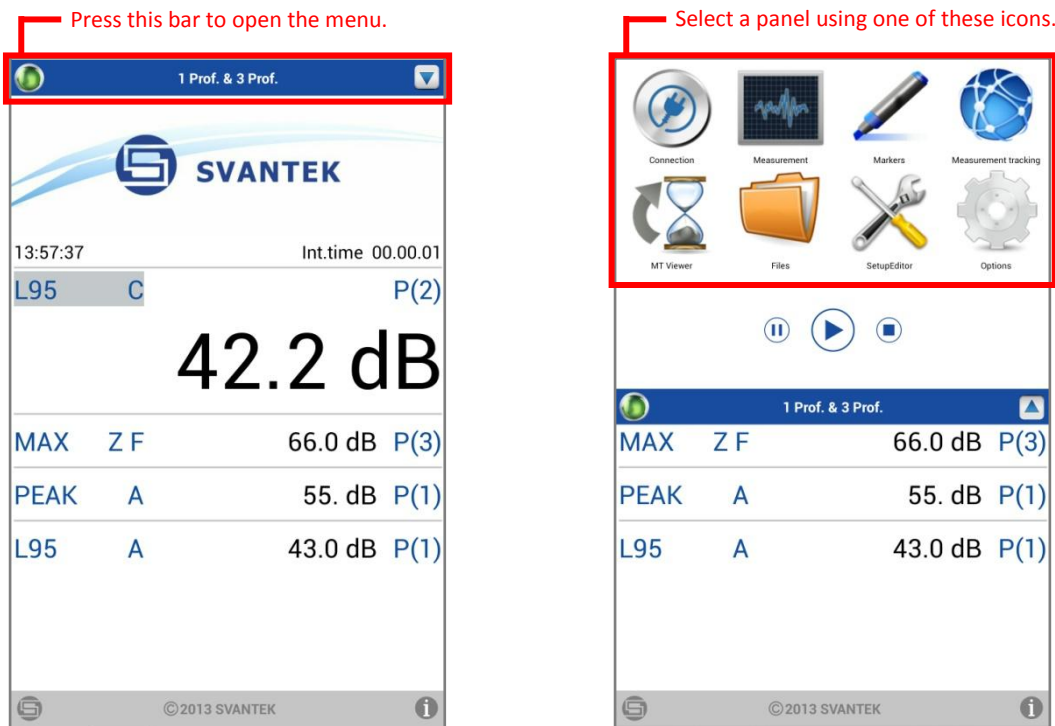 Press this bar to open the menu.
1 Prof. & 3 Prof.
SVANTEK
13:57:37 Int.time 00.00.01
L95 C P(2)
42.2 dB
MAX Z F 66.0 dB P(3)
PEAK A 55. dB P(1)
L95 A 43.0 dB P(1)
©2013 SVANTEK
Select a panel using one of these icons.
Connection Measurement Markers Measurement tracking
MT Viewer Files SetupEditor Options
1 Prof. & 3 Prof.
MAX Z F 66.0 dB P(3)
PEAK A 55. dB P(1)
L95 A 43.0 dB P(1)
©2013 SVANTEK